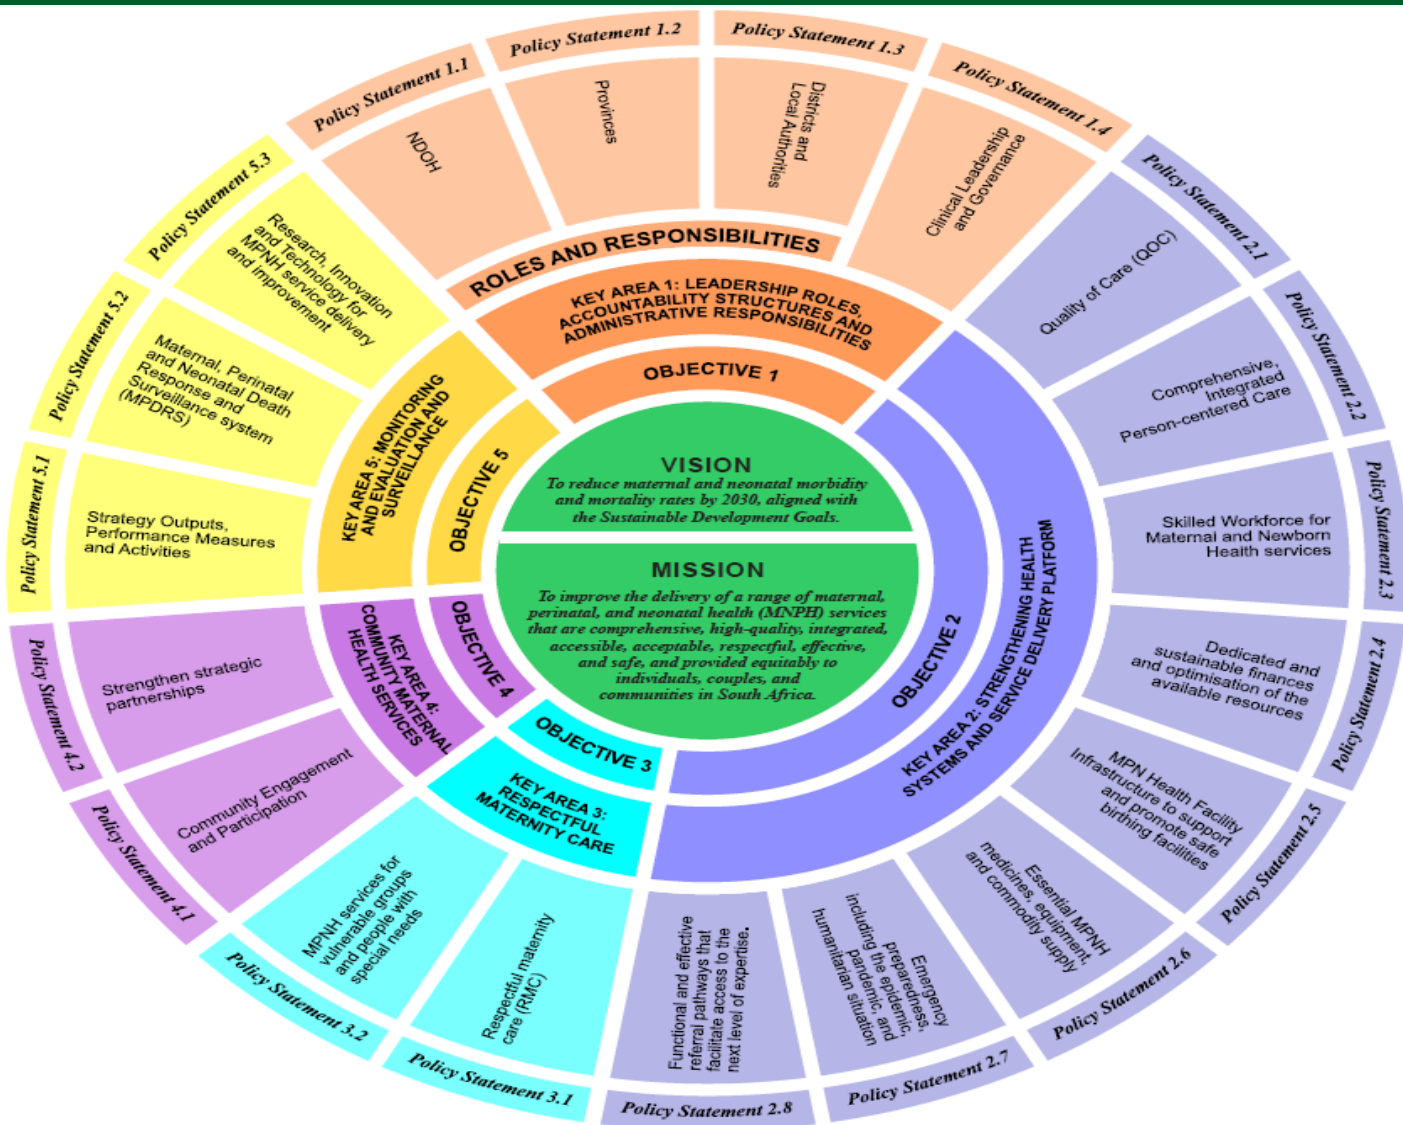 VISION
To reduce maternal and neonatal morbidity
and mortality rates by 2030, aligned with
the Sustainable Development Goals.
MISSION
To improve the delivery of a range of maternal,
perinatal, and neonatal health (MNPH) services
that are comprehensive, high-quality, integrated,
accessible, acceptable, respectful, effective,
and safe, and provided equitably to
individuals, couples, and
communities in South Africa.
OBJECTIVE 1
KEY AREA 1: LEADERSHIP ROLES,
ACCOUNTABILITY STRUCTURES AND
ADMINISTRATIVE RESPONSIBILITIES
ROLES AND RESPONSIBILITIES
Policy Statement 1.1
NDOH
Policy Statement 1.2
Provinces
Policy Statement 1.3
Districts and
Local Authorities
Policy Statement 1.4
Clinical Leadership
and Governance
OBJECTIVE 2
KEY AREA 2: STRENGTHENING HEALTH
SYSTEMS AND SERVICE DELIVERY PLATFORM
Policy Statement 2.1
Quality of Care (QOC)
Policy Statement 2.2
Comprehensive,
Integrated
Person-centered Care
Policy Statement 2.3
Skilled Workforce for
Maternal and Newborn
Health services
Policy Statement 2.4
Dedicated and
sustainable finances
and optimisation of the
available resources
Policy Statement 2.5
MPN Health Facility
Infrastructure to support
and promote safe
birthing facilities
Policy Statement 2.6
Essential MPNH
medicines, equipment,
and commodity supply
Policy Statement 2.7
Emergency
preparedness,
including the epidemic,
pandemic, and
humanitarian situation
Policy Statement 2.8
Functional and effective
referral pathways that
facilitate access to the
next level of expertise.
OBJECTIVE 3
KEY AREA 3:
RESPECTFUL
MATERNITY CARE
Policy Statement 3.1
Respectful maternity
care (RMC)
Policy Statement 3.2
MPNH services for
vulnerable groups
and people with
special needs
OBJECTIVE 4
KEY AREA 4:
COMMUNITY MATERNAL
HEALTH SERVICES
Policy Statement 4.1
Community Engagement
and Participation
Policy Statement 4.2
Strengthen strategic
partnerships
OBJECTIVE 5
KEY AREA 5: MONITORING
AND EVALUATION AND
SURVEILLANCE
Policy Statement 5.1
Strategy Outputs,
Performance Measures
and Activities
Policy Statement 5.2
Maternal, Perinatal
and Neonatal Death
Response and
Surveillance system
(MPDRS)
Policy Statement 5.3
Research, Innovation
and Technology for
MPNH service delivery
and Improvement